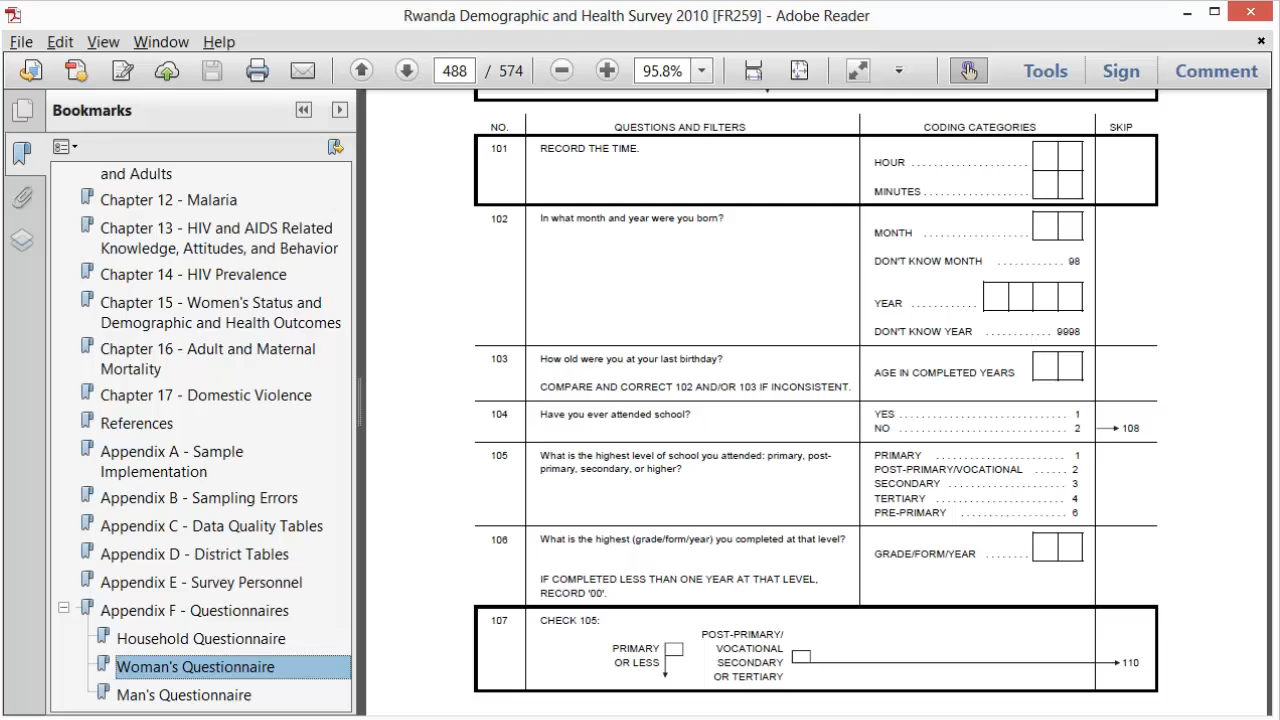 Rwanda Demographic and Health Survey 2010 [FR259] - Adobe Reader
File Edit View Window Help
488 / 574 95.8% Tools Sign Comment
Bookmarks
and Adults
Chapter 12 - Malaria
Chapter 13 - HIV and AIDS Related
Knowledge, Attitudes, and Behavior
Chapter 14 - HIV Prevalence
Chapter 15 - Women's Status and
Demographic and Health Outcomes
Chapter 16 - Adult and Maternal
Mortality
Chapter 17 - Domestic Violence
References
Appendix A - Sample
Implementation
Appendix B - Sampling Errors
Appendix C - Data Quality Tables
Appendix D - District Tables
Appendix E - Survey Personnel
Appendix F - Questionnaires
Household Questionnaire
Woman's Questionnaire
Man's Questionnaire
NO. QUESTIONS AND FILTERS CODING CATEGORIES SKIP
101 RECORD THE TIME.
HOUR . . . . . . . . . . . . . . . . . . . .
MINUTES . . . . . . . . . . . . . . . . . .
102 In what month and year were you born?
MONTH . . . . . . . . . . . . . . . . . .
DON'T KNOW MONTH . . . . . . . . . . . 98
YEAR . . . . . . . . . . . .
DON'T KNOW YEAR . . . . . . . . . . . 9998
103 How old were you at your last birthday?
AGE IN COMPLETED YEARS
COMPARE AND CORRECT 102 AND/OR 103 IF INCONSISTENT.
104 Have you ever attended school? YES . . . . . . . . . . . . . . . . . . . . . . . . . . . . 1
NO . . . . . . . . . . . . . . . . . . . . . . . . . . . . 2 108
105 What is the highest level of school you attended: primary, post-
primary, secondary, or higher?
PRIMARY . . . . . . . . . . . . . . . . . . . . . . 1
POST-PRIMARY/VOCATIONAL . . . . . . 2
SECONDARY . . . . . . . . . . . . . . . . . . . . . . 3
TERTIARY . . . . . . . . . . . . . . . . . . . . . . 4
PRE-PRIMARY . . . . . . . . . . . . . . . . . . 6
106 What is the highest (grade/form/year) you completed at that level?
GRADE/FORM/YEAR . . . . . . . .
IF COMPLETED LESS THAN ONE YEAR AT THAT LEVEL,
RECORD '00'.
107 CHECK 105:
PRIMARY
OR LESS
POST-PRIMARY/
VOCATIONAL
SECONDARY
OR TERTIARY
110